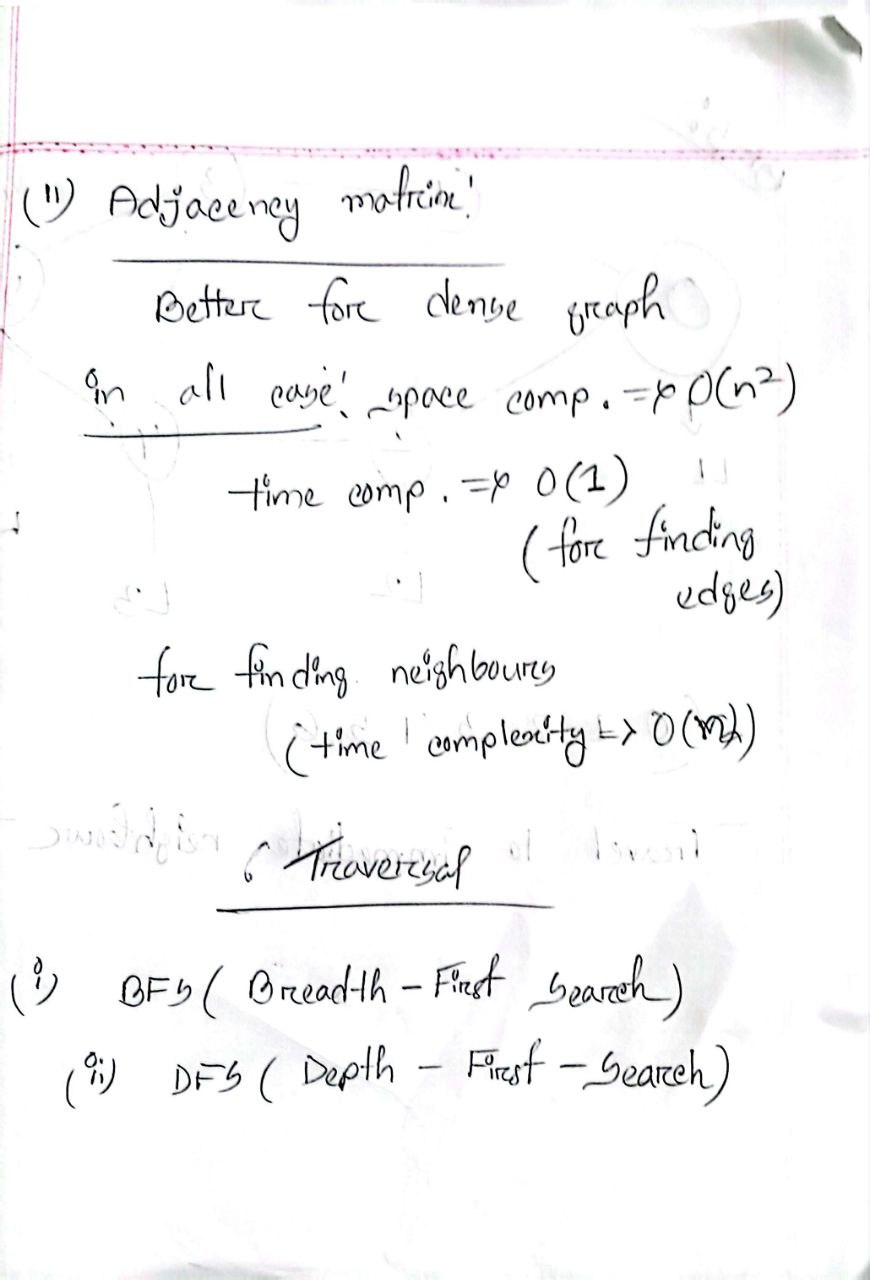 (ii) Adjacency matrix:
Better for dense graph
in all case: space comp. => O(n²)
time comp. => O(1)
(for finding
edges)
for finding neighbours
(time complexity => O(n))
Traversal
(i) BFS (Breadth - First Search)
(ii) DFS (Depth - First - Search)